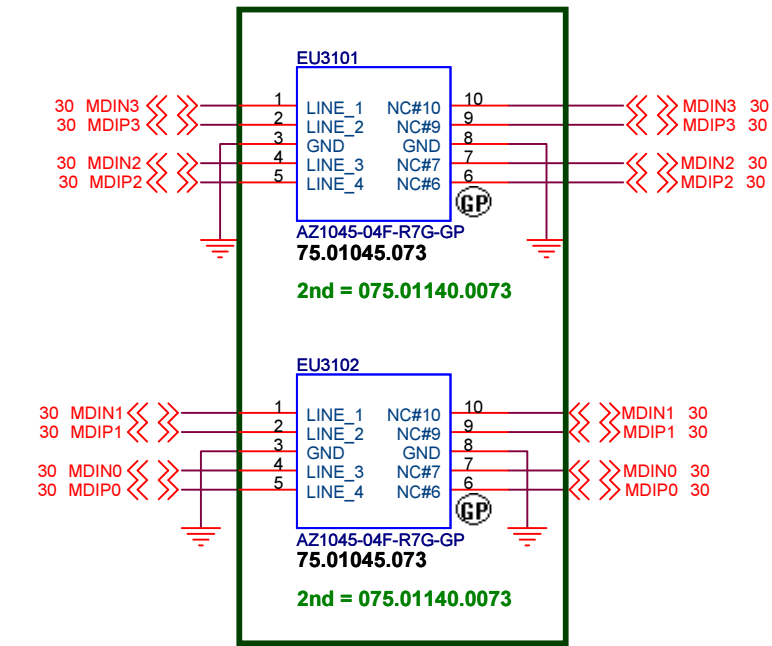 EU3101
30 MDIN3 1 LINE_1 NC#10 10 MDIN3 30
30 MDIP3 2 LINE_2 NC#9 9 MDIP3 30
3 GND GND 8
30 MDIN2 4 LINE_3 NC#7 7 MDIN2 30
30 MDIP2 5 LINE_4 NC#6 6 MDIP2 30
GP
AZ1045-04F-R7G-GP
75.01045.073
2nd = 075.01140.0073
EU3102
30 MDIN1 1 LINE_1 NC#10 10 MDIN1 30
30 MDIP1 2 LINE_2 NC#9 9 MDIP1 30
3 GND GND 8
30 MDIN0 4 LINE_3 NC#7 7 MDIN0 30
30 MDIP0 5 LINE_4 NC#6 6 MDIP0 30
GP
AZ1045-04F-R7G-GP
75.01045.073
2nd = 075.01140.0073